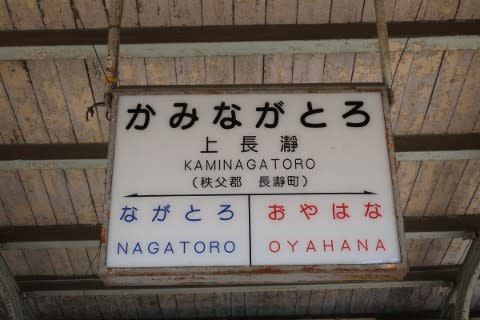 かみながとろ
上長瀞
KAMINAGATORO
（秩父郡 長瀞町）
ながとろ おやはな
NAGATORO OYAHANA